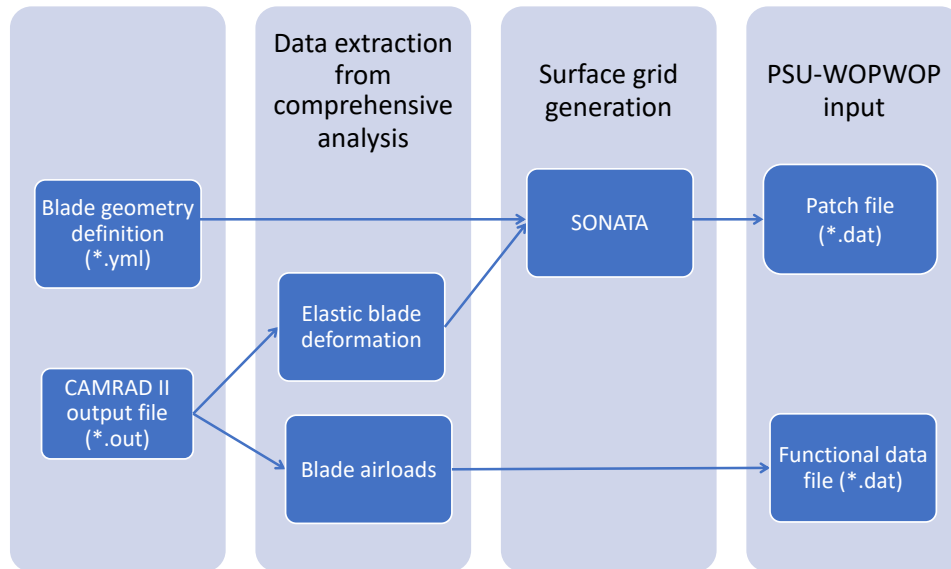 Data extraction
from
comprehensive
analysis
Surface grid
generation
PSU-WOPWOP
input
Blade geometry
definition
(*.yml)
SONATA
Patch file
(*.dat)
Elastic blade
deformation
CAMRAD II
output file
(*.out)
Blade airloads
Functional data
file (*.dat)